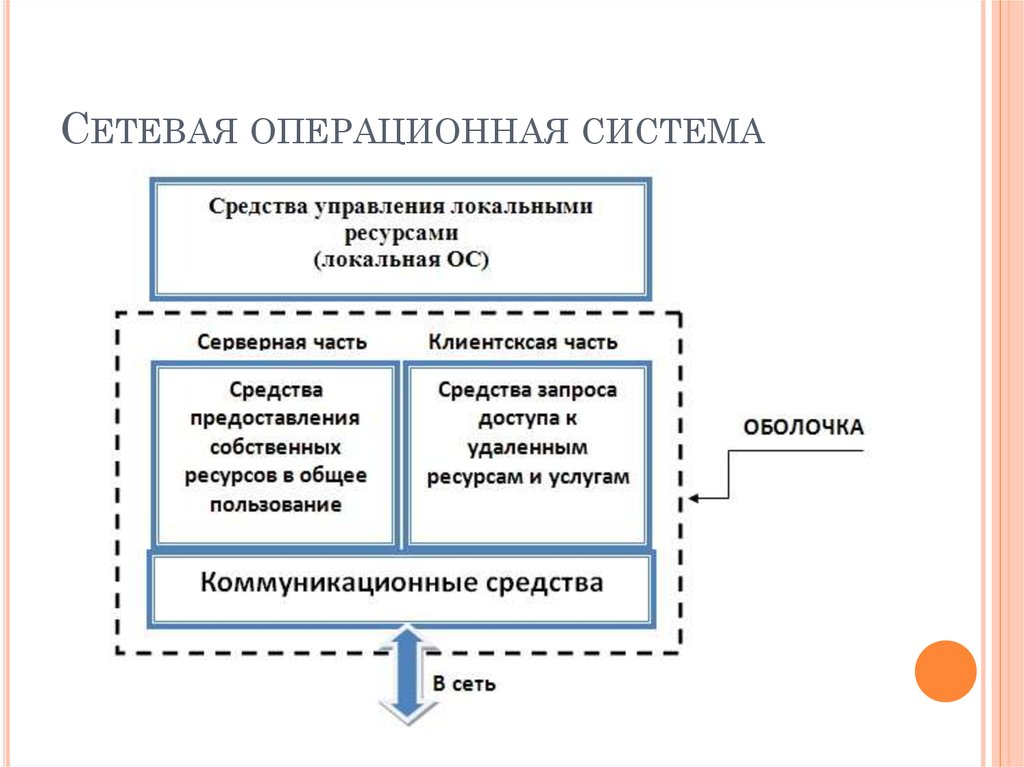 Сетевая операционная система
Средства управления локальными
ресурсами
(локальная ОС)
Серверная часть
Клиентсксая часть
Средства
предоставления
собственных
ресурсов в общее
пользование
Средства запроса
доступа к
удаленным
ресурсам и услугам
ОБОЛОЧКА
Коммуникационные средства
В сеть